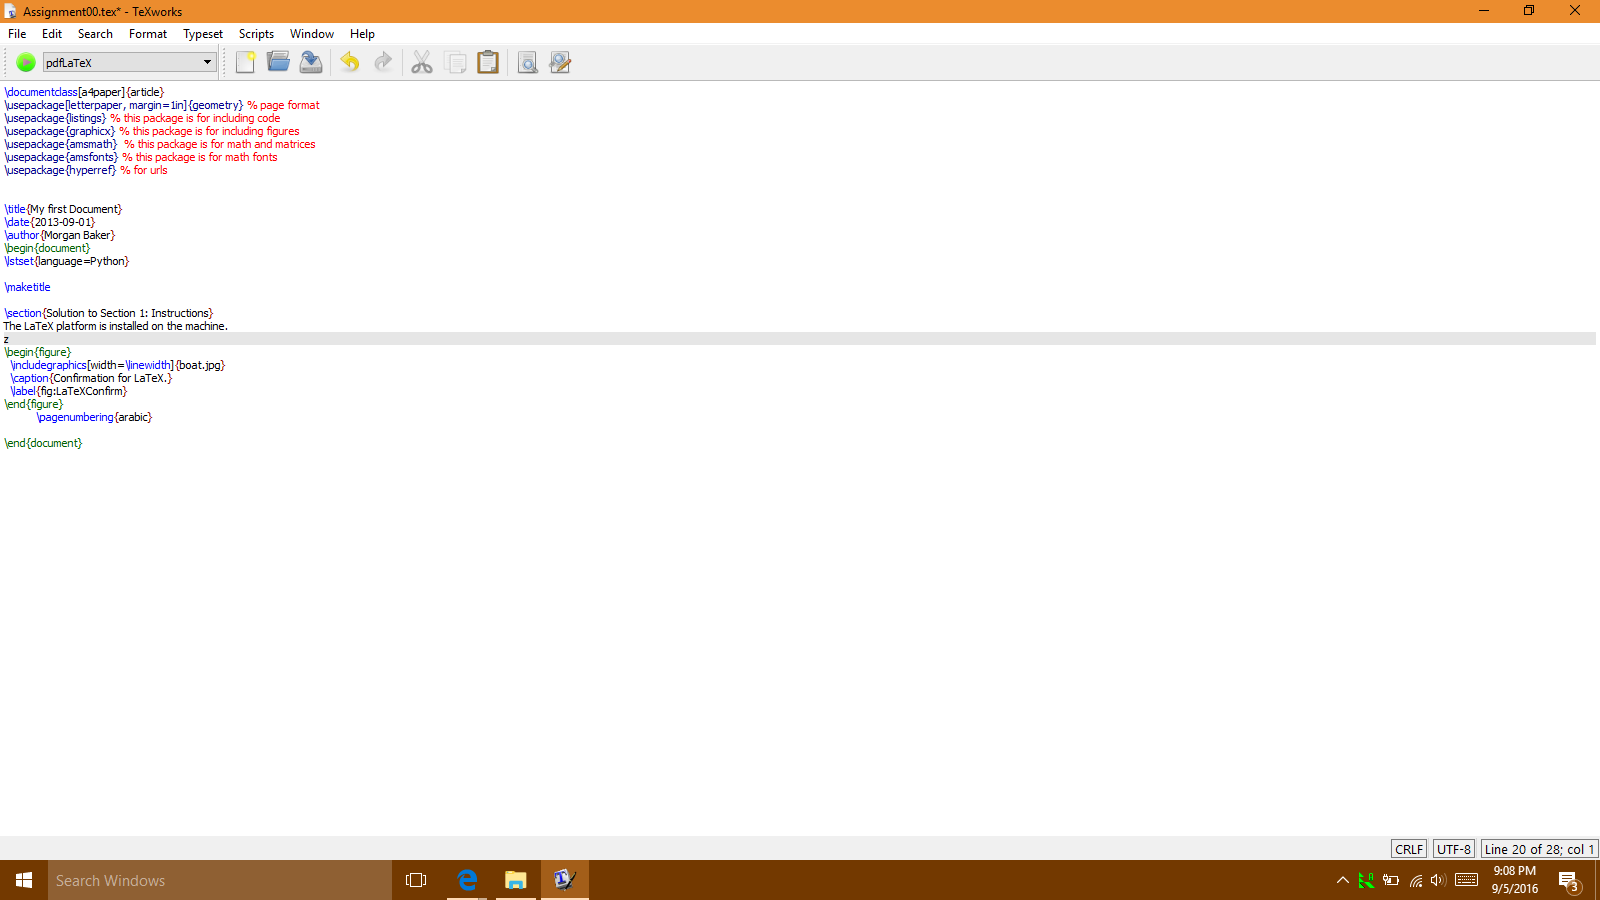 Assignment00.tex* - TeXworks
File Edit Search Format Typeset Scripts Window Help
pdfLaTeX
\documentclass[a4paper]{article}
\usepackage[letterpaper, margin=1in]{geometry} % page format
\usepackage{listings} % this package is for including code
\usepackage{graphicx} % this package is for including figures
\usepackage{amsmath}  % this package is for math and matrices
\usepackage{amsfonts} % this package is for math fonts
\usepackage{hyperref} % for urls
\title{My first Document}
\date{2013-09-01}
\author{Morgan Baker}
\begin{document}
\lstset{language=Python}
\maketitle
\section{Solution to Section 1: Instructions}
The LaTeX platform is installed on the machine.
z
\begin{figure}
\includegraphics[width=\linewidth]{boat.jpg}
\caption{Confirmation for LaTeX.}
\label{fig:LaTeXConfirm}
\end{figure}
\pagenumbering{arabic}
\end{document}
CRLF UTF-8 Line 20 of 28; col 1
Search Windows
9:08 PM
9/5/2016
3